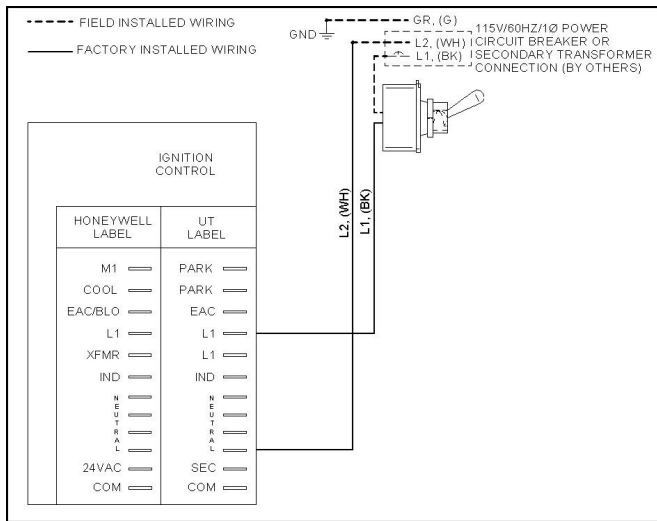 FIELD INSTALLED WIRING
FACTORY INSTALLED WIRING
GND
GR, (G)
L2, (WH)
L1, (BK)
115V/60HZ/1Ø POWER
CIRCUIT BREAKER OR
SECONDARY TRANSFORMER
CONNECTION (BY OTHERS)
L2, (WH)
L1, (BK)
IGNITION
CONTROL
HONEYWELL
LABEL
UT
LABEL
M1
PARK
COOL
PARK
EAC/BLO
EAC
L1
L1
XFMR
L1
IND
IND
NEUTRAL
NEUTRAL
24VAC
SEC
COM
COM